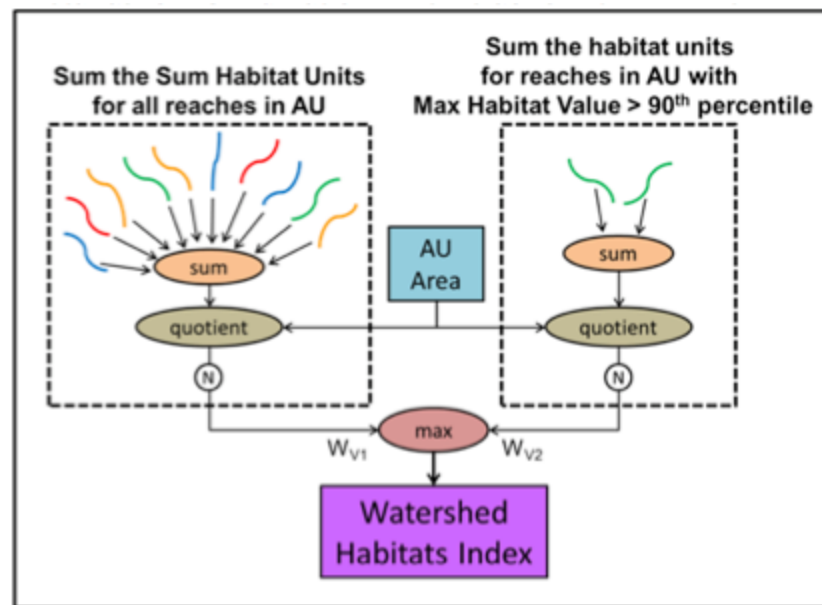 Sum the Sum Habitat Units
for all reaches in AU
Sum the habitat units
for reaches in AU with
Max Habitat Value > 90th percentile
sum
AU
Area
sum
quotient
quotient
N
N
max
WV1
WV2
Watershed
Habitats Index